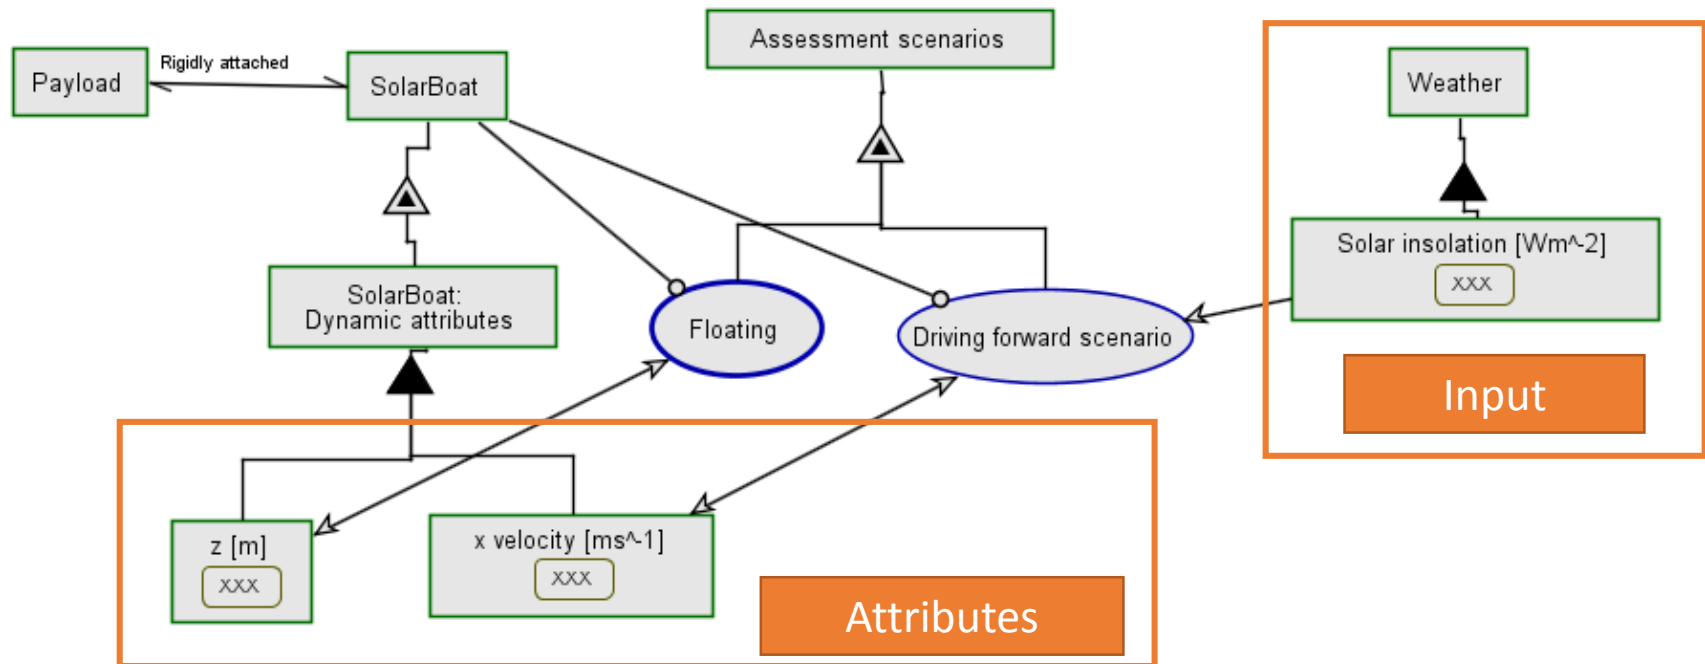 Assessment scenarios
Payload
Rigidly attached
SolarBoat
Weather
Solar insolation [Wm^-2]
xxx
SolarBoat:
Dynamic attributes
Floating
Driving forward scenario
Input
z [m]
xxx
x velocity [ms^-1]
xxx
Attributes